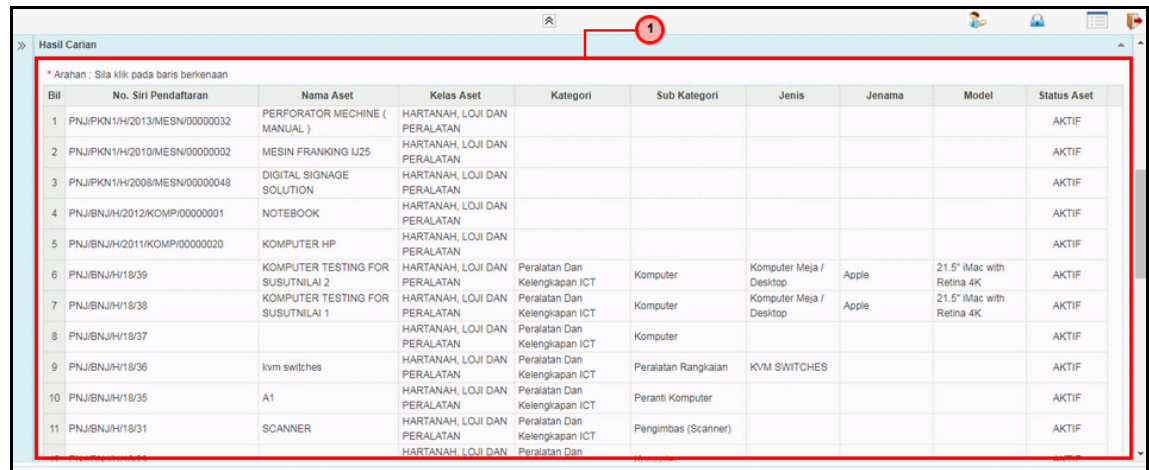 1
Hasil Carian
* Arahan : Sila klik pada baris berkenaan
Bil No. Siri Pendaftaran Nama Aset Kelas Aset Kategori Sub Kategori Jenis Jenama Model Status Aset
1 PNJ/PKN1/H/2013/MESN/00000032 PERFORATOR MECHINE ( MANUAL ) HARTANAH, LOJI DAN PERALATAN AKTIF
2 PNJ/PKN1/H/2010/MESN/00000002 MESIN FRANKING IJ25 HARTANAH, LOJI DAN PERALATAN AKTIF
3 PNJ/PKN1/H/2008/MESN/00000048 DIGITAL SIGNAGE SOLUTION HARTANAH, LOJI DAN PERALATAN AKTIF
4 PNJ/BNJ/H/2012/KOMP/00000001 NOTEBOOK HARTANAH, LOJI DAN PERALATAN AKTIF
5 PNJ/BNJ/H/2011/KOMP/00000020 KOMPUTER HP HARTANAH, LOJI DAN PERALATAN AKTIF
6 PNJ/BNJ/H/18/39 KOMPUTER TESTING FOR SUSUTNILAI 2 HARTANAH, LOJI DAN PERALATAN Peralatan Dan Kelengkapan ICT Komputer Komputer Meja / Desktop Apple 21.5" iMac with Retina 4K AKTIF
7 PNJ/BNJ/H/18/38 KOMPUTER TESTING FOR SUSUTNILAI 1 HARTANAH, LOJI DAN PERALATAN Peralatan Dan Kelengkapan ICT Komputer Komputer Meja / Desktop Apple 21.5" iMac with Retina 4K AKTIF
8 PNJ/BNJ/H/18/37 HARTANAH, LOJI DAN PERALATAN Peralatan Dan Kelengkapan ICT Komputer AKTIF
9 PNJ/BNJ/H/18/36 kvm switches HARTANAH, LOJI DAN PERALATAN Peralatan Dan Kelengkapan ICT Peralatan Rangkaian KVM SWITCHES AKTIF
10 PNJ/BNJ/H/18/35 A1 HARTANAH, LOJI DAN PERALATAN Peralatan Dan Kelengkapan ICT Peranti Komputer AKTIF
11 PNJ/BNJ/H/18/31 SCANNER HARTANAH, LOJI DAN PERALATAN Peralatan Dan Kelengkapan ICT Pengimbas (Scanner) AKTIF
HARTANAH, LOJI DAN Peralatan Dan